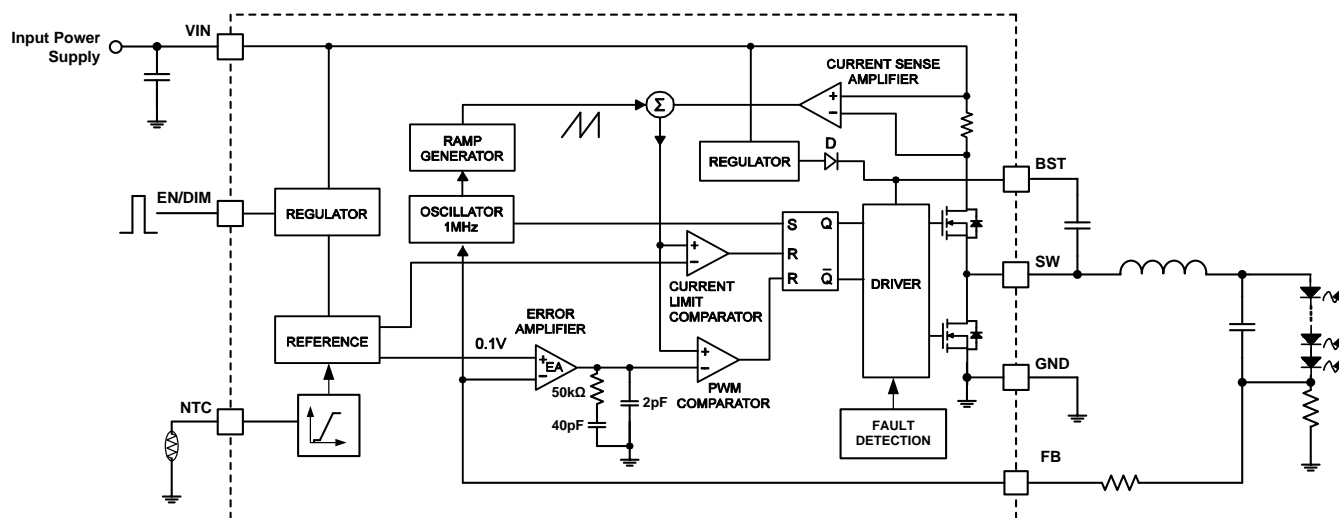 Input Power
Supply
VIN
EN/DIM
NTC
REGULATOR
REFERENCE
RAMP
GENERATOR
OSCILLATOR
1MHz
Σ
CURRENT SENSE
AMPLIFIER
+
−
REGULATOR
D
S
R
R
Q
Q̅
+
−
CURRENT
LIMIT
COMPARATOR
ERROR
AMPLIFIER
0.1V
+
−
EA
50kΩ
40pF
2pF
+
−
PWM
COMPARATOR
DRIVER
FAULT
DETECTION
BST
SW
GND
FB